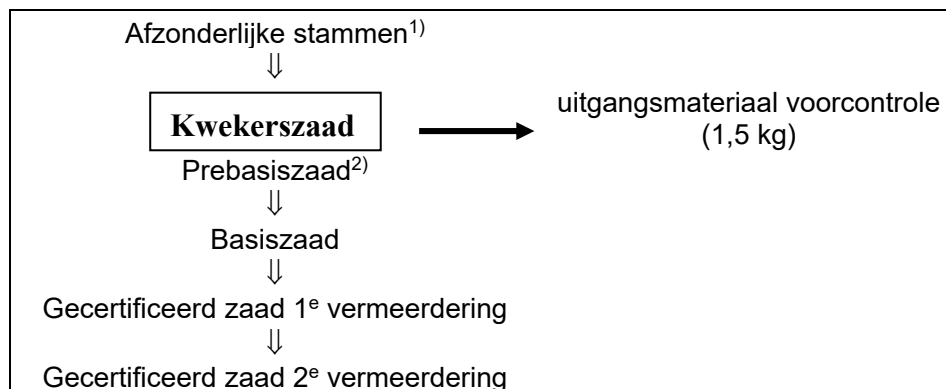 Afzonderlijke stammen¹⁾
⇓
Kwekerszaad
uitgangsmateriaal voorcontrole
(1,5 kg)
Prebasiszaad²⁾
⇓
Basiszaad
⇓
Gecertificeerd zaad 1ᵉ vermeerdering
⇓
Gecertificeerd zaad 2ᵉ vermeerdering